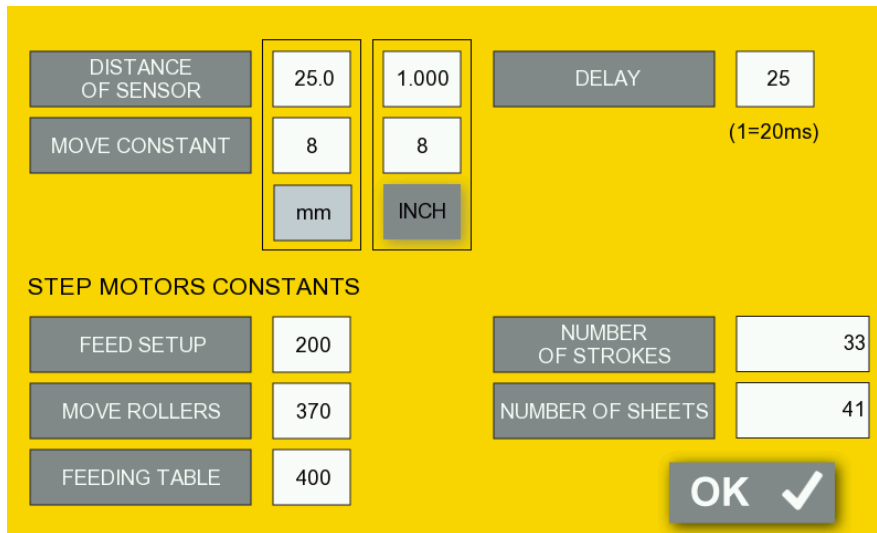 DISTANCE
OF SENSOR
25.0
1.000
DELAY
25
MOVE CONSTANT
8
8
(1=20ms)
mm
INCH
STEP MOTORS CONSTANTS
FEED SETUP
200
NUMBER
OF STROKES
33
MOVE ROLLERS
370
NUMBER OF SHEETS
41
FEEDING TABLE
400
OK